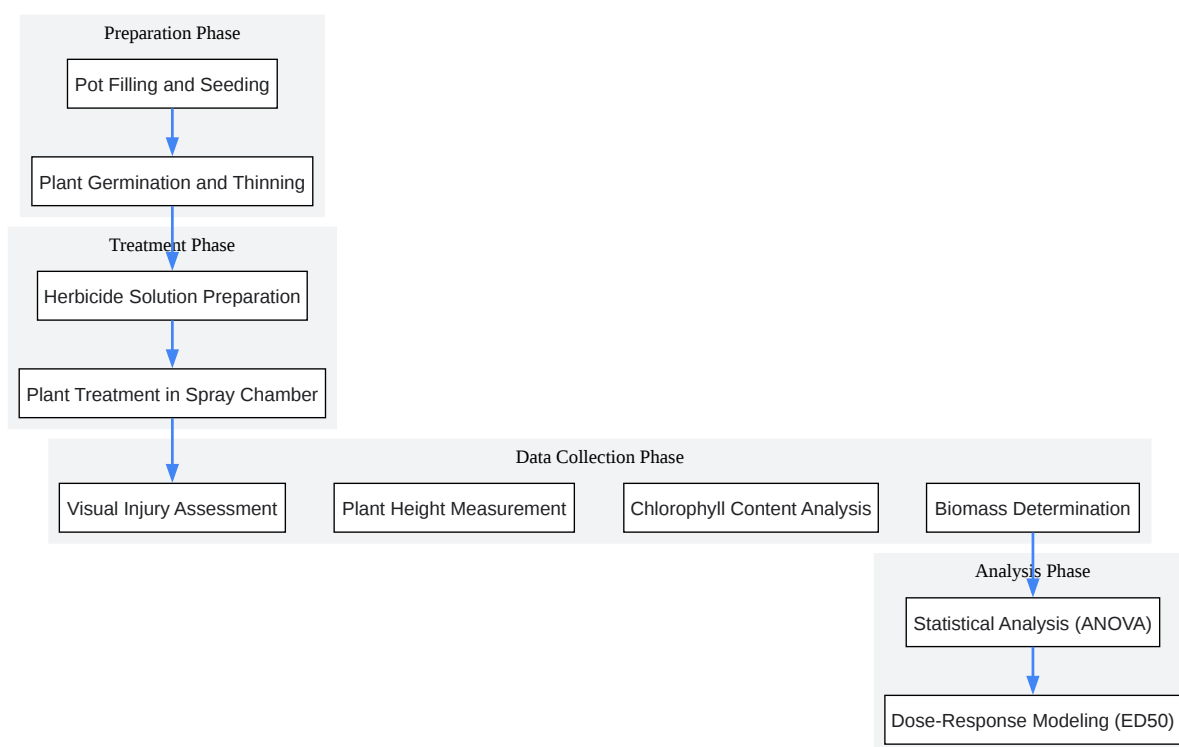 Preparation Phase
Pot Filling and Seeding
Plant Germination and Thinning
Treatment Phase
Herbicide Solution Preparation
Plant Treatment in Spray Chamber
Data Collection Phase
Visual Injury Assessment
Plant Height Measurement
Chlorophyll Content Analysis
Biomass Determination
Analysis Phase
Statistical Analysis (ANOVA)
Dose-Response Modeling (ED50)